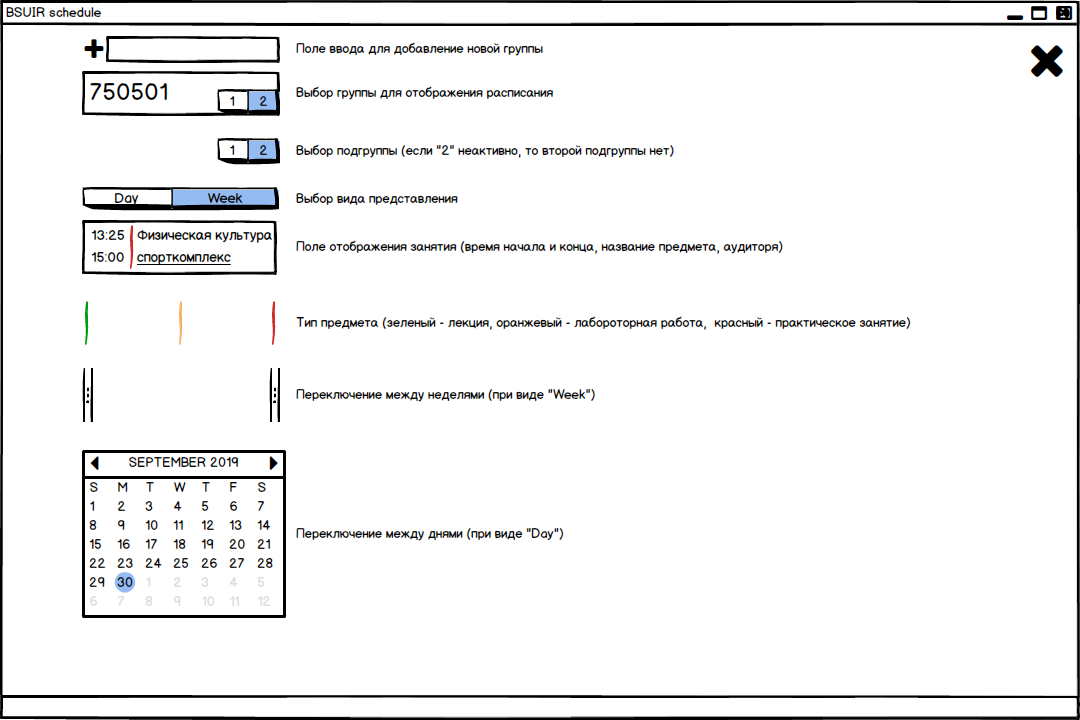 BSUIR schedule
Поле ввода для добавление новой группы
750501
1 2
Выбор группы для отображения расписания
1 2
Выбор подгруппы (если "2" неактивно, то второй подгруппы нет)
Day Week
Выбор вида представления
13:25 Физическая культура
15:00 спорткомплекс
Поле отображения занятия (время начала и конца, название предмета, аудиторя)
Тип предмета (зеленый - лекция, оранжевый - лабороторная работа, красный - практическое занятие)
Переключение между неделями (при виде "Week")
SEPTEMBER 2019
S M T W T F S
1 2 3 4 5 6 7
8 9 10 11 12 13 14
15 16 17 18 19 20 21
22 23 24 25 26 27 28
29 30 1 2 3 4 5
6 7 8 9 10 11 12
Переключение между днями (при виде "Day")